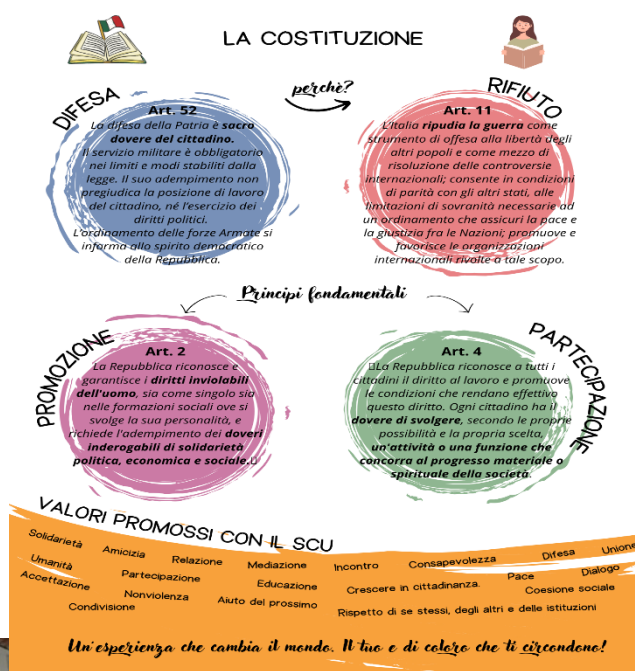 LA COSTITUZIONE
DIFESA
perchè?
RIFIUTO
Art. 52
La difesa della Patria è sacro
dovere del cittadino.
Il servizio militare è obbligatorio
nei limiti e modi stabiliti dalla
legge. Il suo adempimento non
pregiudica la posizione di lavoro
del cittadino, né l'esercizio dei
diritti politici.
L'ordinamento delle forze Armate si
informa allo spirito democratico
della Repubblica.
Art. 11
L'Italia ripudia la guerra come
strumento di offesa alla libertà degli
altri popoli e come mezzo di
risoluzione delle controversie
internazionali; consente in condizioni
di parità con gli altri stati, alle
limitazioni di sovranità necessarie ad
un ordinamento che assicuri la pace e
la giustizia fra le Nazioni; promuove e
favorisce le organizzazioni
internazionali rivolte a tale scopo.
Principi fondamentali
PROMOZIONE
Art. 2
La Repubblica riconosce e
garantisce i diritti inviolabili
dell'uomo, sia come singolo sia
nelle formazioni sociali ove si
svolge la sua personalità, e
richiede l'adempimento dei doveri
inderogabili di solidarietà
politica, economica e sociale.
PARTECIPAZIONE
Art. 4
La Repubblica riconosce a tutti i
cittadini il diritto al lavoro e promuove
le condizioni che rendano effettivo
questo diritto. Ogni cittadino ha il
dovere di svolgere, secondo le proprie
possibilità e la propria scelta,
un'attività o una funzione che
concorra al progresso materiale o
spirituale della società.
VALORI PROMOSSI CON IL SCU
Solidarietà Amicizia Relazione Mediazione Incontro Consapevolezza Difesa Unione
Umanità Partecipazione Educazione Crescere in cittadinanza. Pace Dialogo
Accettazione Nonviolenza Aiuto del prossimo Coesione sociale
Condivisione Rispetto di se stessi, degli altri e delle istituzioni
Un'esperienza che cambia il mondo. Il tuo e di coloro che ti circondono!